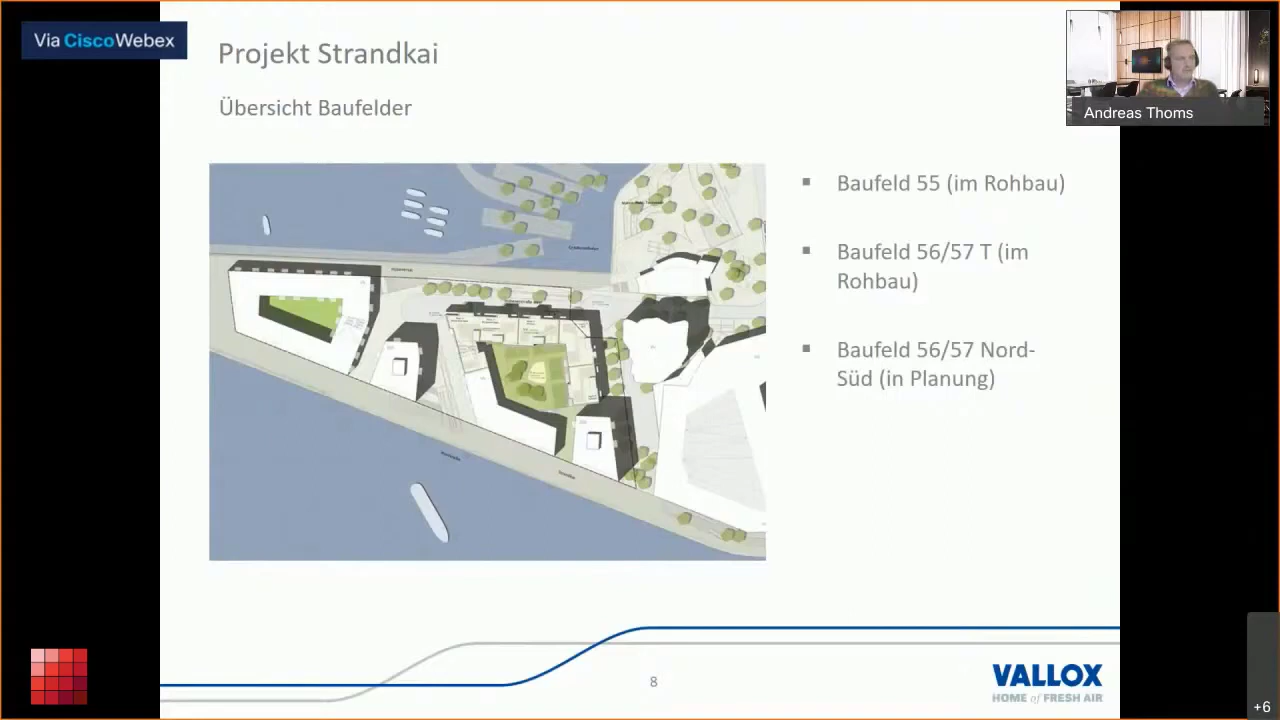 Via CiscoWebex
Projekt Strandkai
Übersicht Baufelder
Andreas Thoms
▪ Baufeld 55 (im Rohbau)
▪ Baufeld 56/57 T (im
Rohbau)
▪ Baufeld 56/57 Nord-
Süd (in Planung)
8
VALLOX
HOME of FRESH AIR
+6